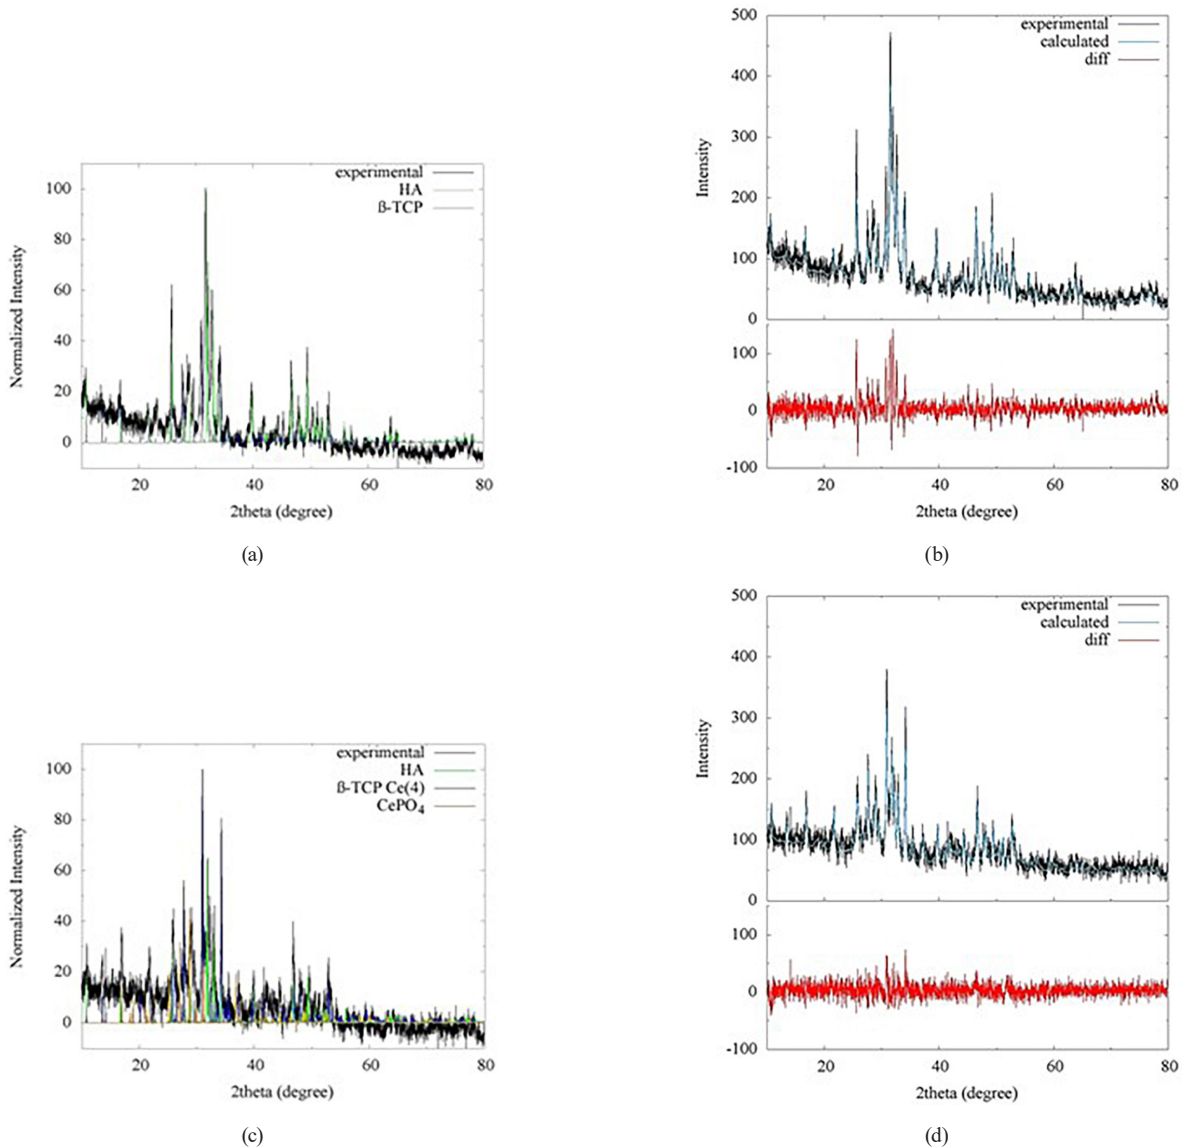 experimental
HA
ß-TCP
100
80
60
40
20
0
Normalized Intensity
20
40
60
80
2theta (degree)
(a)
500
experimental
calculated
diff
400
300
200
100
0
Intensity
100
0
-100
20
40
60
80
2theta (degree)
(b)
experimental
HA
ß-TCP Ce(4)
CePO4
100
80
60
40
20
0
Normalized Intensity
20
40
60
80
2theta (degree)
(c)
500
experimental
calculated
diff
400
300
200
100
0
Intensity
100
0
-100
20
40
60
80
2theta (degree)
(d)